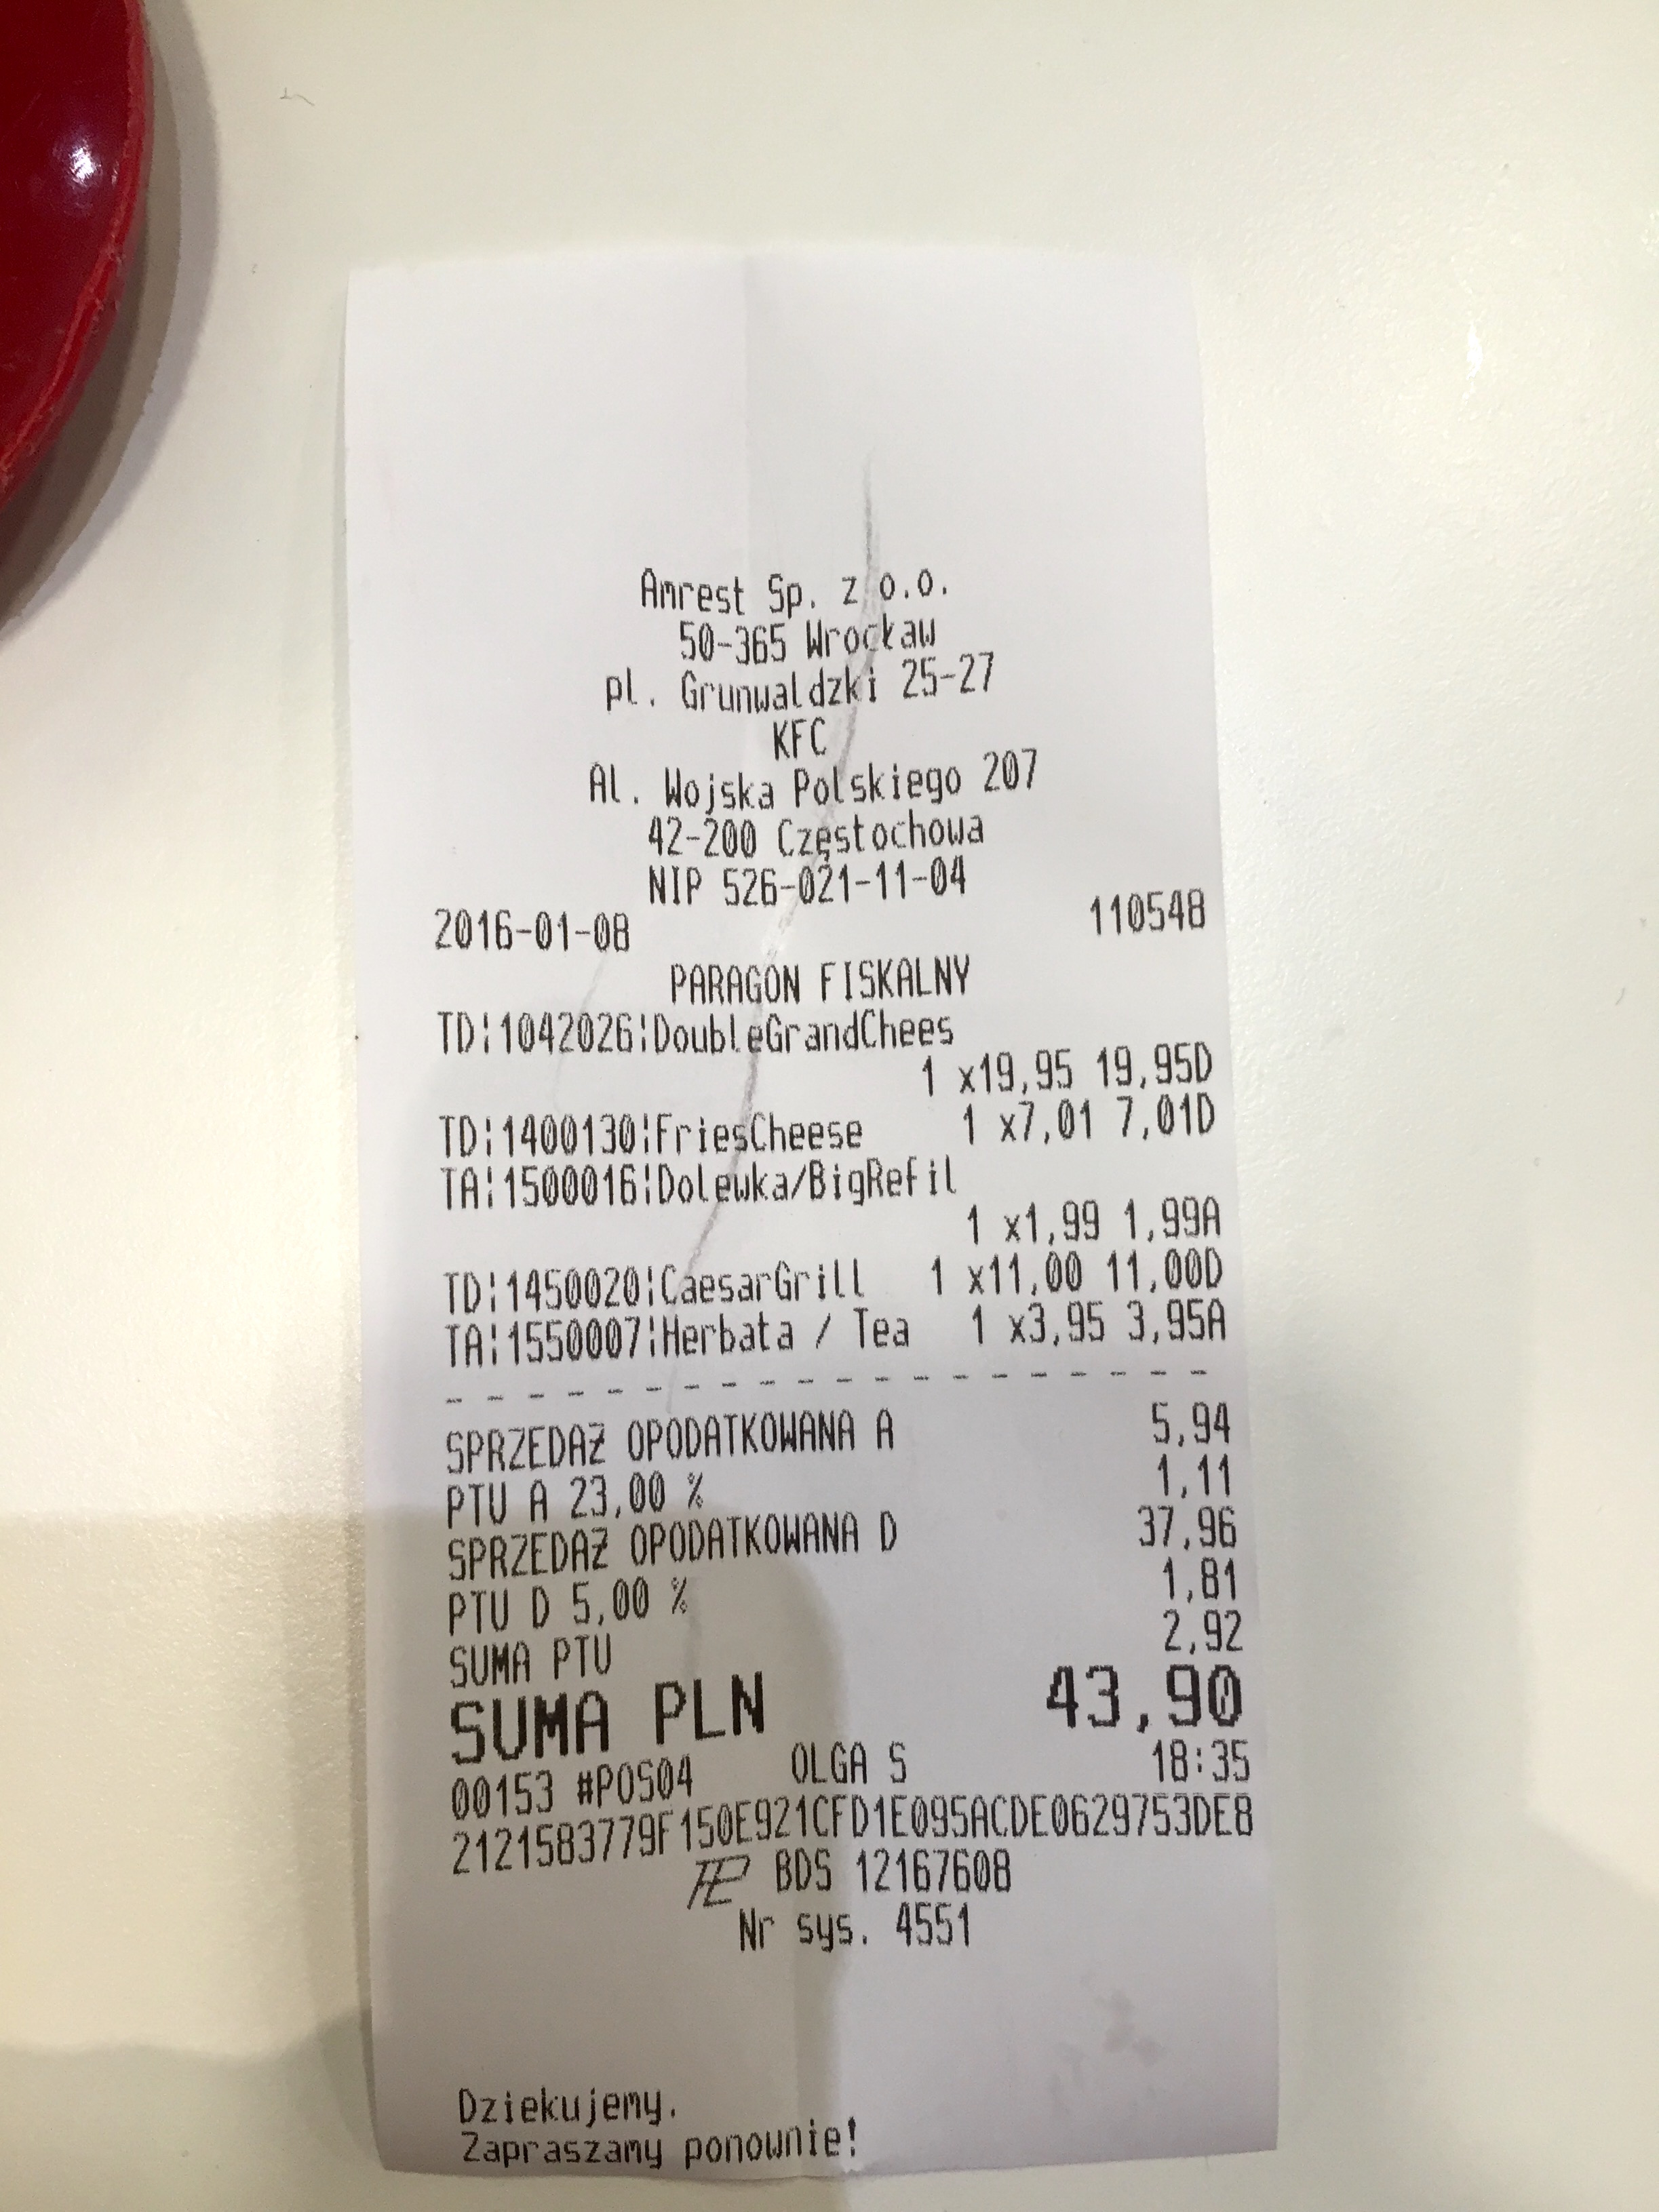 Amrest Sp. z o.o.
50-365 Wrocław
pl. Grunwaldzki 25-27
KFC
Al. Wojska Polskiego 207
42-200 Częstochowa
NIP 526-021-11-04
2016-01-08 110548
PARAGON FISKALNY
TD¦1042026¦DoubleGrandChees
1 x19,95 19,95D
TD¦1400130¦FriesCheese 1 x7,01 7,01D
TA¦1500016¦Dolewka/BigRefil
1 x1,99 1,99A
TD¦1450020¦CaesarGrill 1 x11,00 11,00D
TA¦1550007¦Herbata / Tea 1 x3,95 3,95A
- - - - - - - - - - - - - - - - - - -
SPRZEDAŻ OPODATKOWANA A 5,94
PTU A 23,00 % 1,11
SPRZEDAŻ OPODATKOWANA D 37,96
PTU D 5,00 % 1,81
SUMA PTU 2,92
SUMA PLN 43,90
00153 #POS04 OLGA S 18:35
2121583779F150E921CFD1E095ACDE0629753DE8
BDS 12167608
Nr sys. 4551
Dziekujemy.
Zapraszamy ponownie!